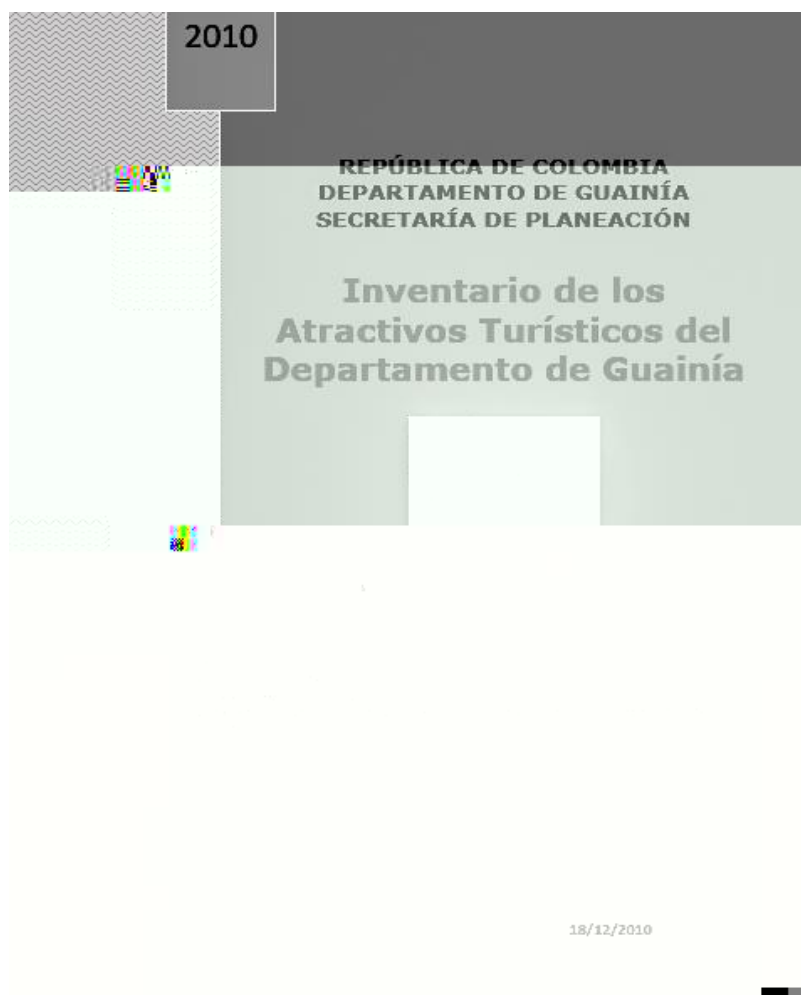 2010
REPÚBLICA DE COLOMBIA
DEPARTAMENTO DE GUAINÍA
SECRETARÍA DE PLANEACIÓN
Inventario de los
Atractivos Turísticos del
Departamento de Guainía
18/12/2010